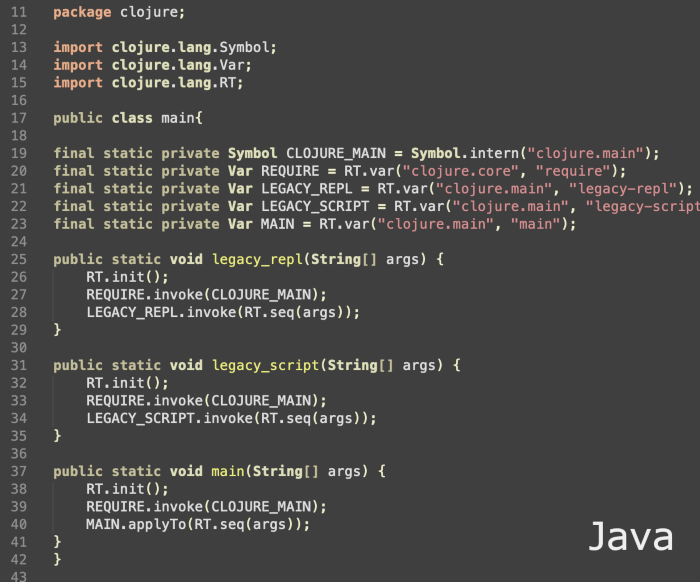 11 package clojure;
12
13 import clojure.lang.Symbol;
14 import clojure.lang.Var;
15 import clojure.lang.RT;
16
17 public class main{
18
19 final static private Symbol CLOJURE_MAIN = Symbol.intern("clojure.main");
20 final static private Var REQUIRE = RT.var("clojure.core", "require");
21 final static private Var LEGACY_REPL = RT.var("clojure.main", "legacy-repl");
22 final static private Var LEGACY_SCRIPT = RT.var("clojure.main", "legacy-script
23 final static private Var MAIN = RT.var("clojure.main", "main");
24
25 public static void legacy_repl(String[] args) {
26     RT.init();
27     REQUIRE.invoke(CLOJURE_MAIN);
28     LEGACY_REPL.invoke(RT.seq(args));
29 }
30
31 public static void legacy_script(String[] args) {
32     RT.init();
33     REQUIRE.invoke(CLOJURE_MAIN);
34     LEGACY_SCRIPT.invoke(RT.seq(args));
35 }
36
37 public static void main(String[] args) {
38     RT.init();
39     REQUIRE.invoke(CLOJURE_MAIN);
40     MAIN.applyTo(RT.seq(args));
41 }
42 }
43
Java